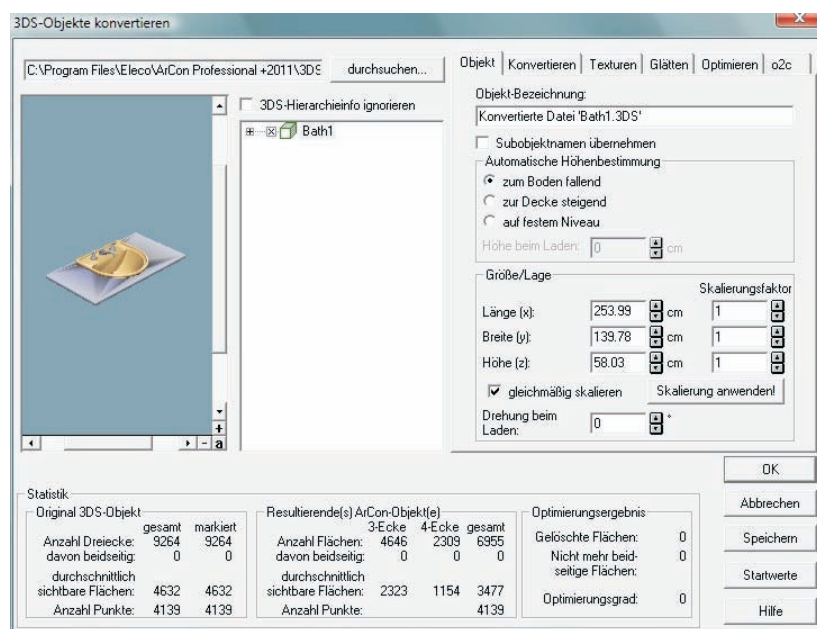 3DS-Objekte konvertieren
C:\Program Files\Eleco\ArCon Professional +2011\3DS
durchsuchen...
3DS-Hierarchieinfo ignorieren
Bath1
a
Objekt Konvertieren Texturen Glätten Optimieren o2c
Objekt-Bezeichnung:
Konvertierte Datei 'Bath1.3DS'
Subobjektnamen übernehmen
Automatische Höhenbestimmung
zum Boden fallend
zur Decke steigend
auf festem Niveau
Höhe beim Laden: 0 cm
Größe/Lage
Skalierungsfaktor
Länge (x): 253.99 cm 1
Breite (y): 139.78 cm 1
Höhe (z): 58.03 cm 1
gleichmäßig skalieren Skalierung anwenden!
Drehung beim
Laden: 0 °
Statistik
Original 3DS-Objekt
gesamt markiert
Anzahl Dreiecke: 9264 9264
davon beidseitig: 0 0
durchschnittlich
sichtbare Flächen: 4632 4632
Anzahl Punkte: 4139 4139
Resultierende(s) ArCon-Objekt(e)
3-Ecke 4-Ecke gesamt
Anzahl Flächen: 4646 2309 6955
davon beidseitig: 0 0 0
durchschnittlich
sichtbare Flächen: 2323 1154 3477
Anzahl Punkte: 4139
Optimierungsergebnis
Gelöschte Flächen: 0
Nicht mehr beid- 0
seitige Flächen:
Optimierungsgrad: 0
OK
Abbrechen
Speichern
Startwerte
Hilfe